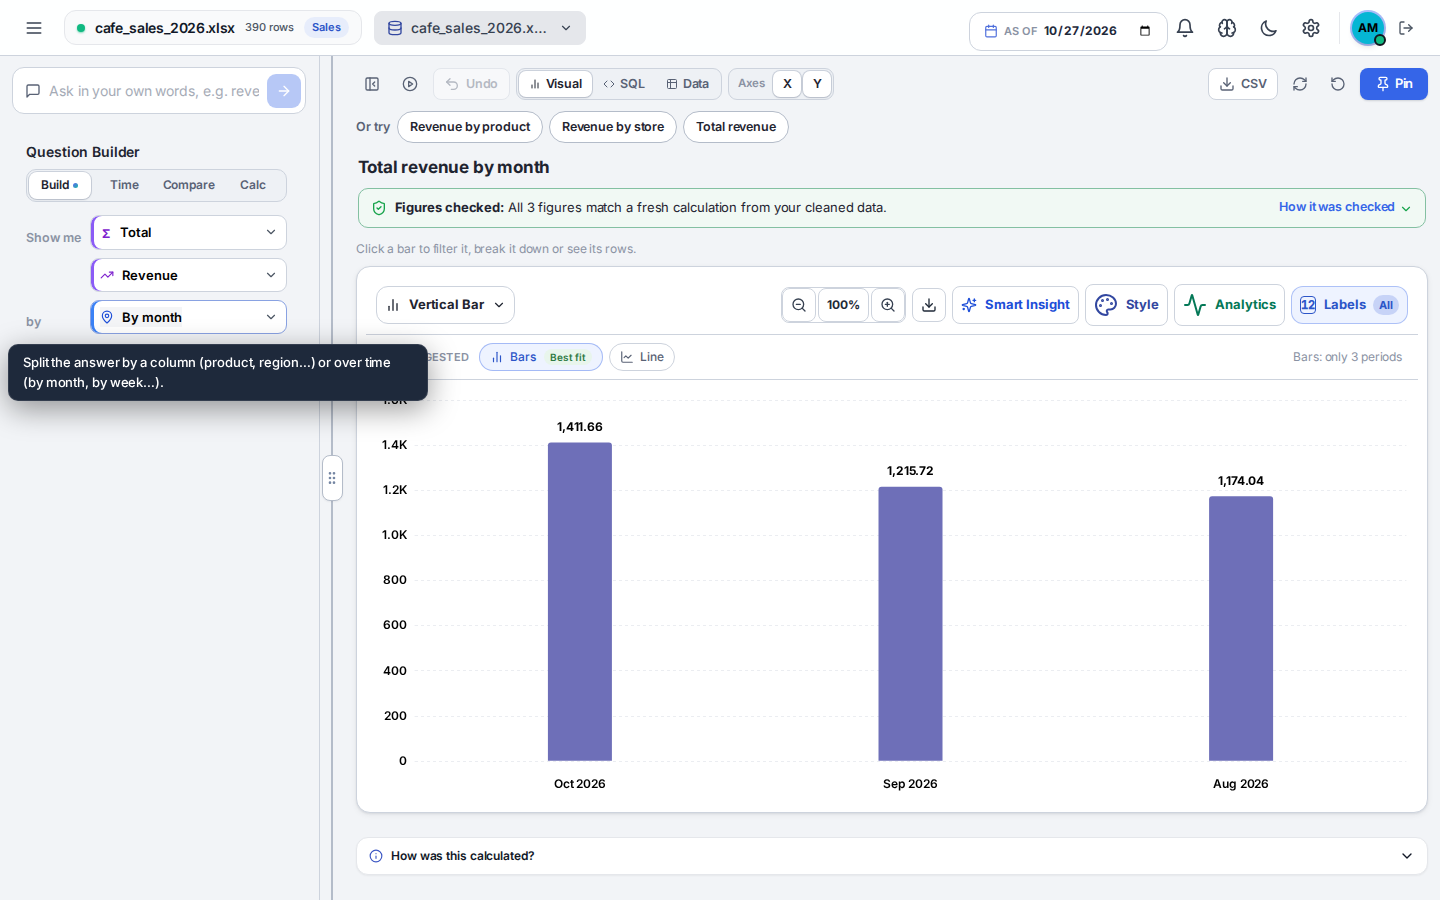 cafe_sales_2026.xlsx 390 rows Sales cafe_sales_2026.x... AS OF 10/27/2026 AM
Ask in your own words, e.g. reve
Undo Visual SQL Data Axes X Y CSV Pin
Or try Revenue by product Revenue by store Total revenue
Question Builder
Build Time Compare Calc
Show me Total
Revenue
by By month
Split the answer by a column (product, region...) or over time
(by month, by week...).
Total revenue by month
Figures checked: All 3 figures match a fresh calculation from your cleaned data. How it was checked
Click a bar to filter it, break it down or see its rows.
Vertical Bar 100% Smart Insight Style Analytics 12 Labels All
Bars Best fit Line Bars: only 3 periods
1,411.66
1.4K
1,215.72
1,174.04
1.2K
1.0K
800
600
400
200
0
Oct 2026 Sep 2026 Aug 2026
How was this calculated?